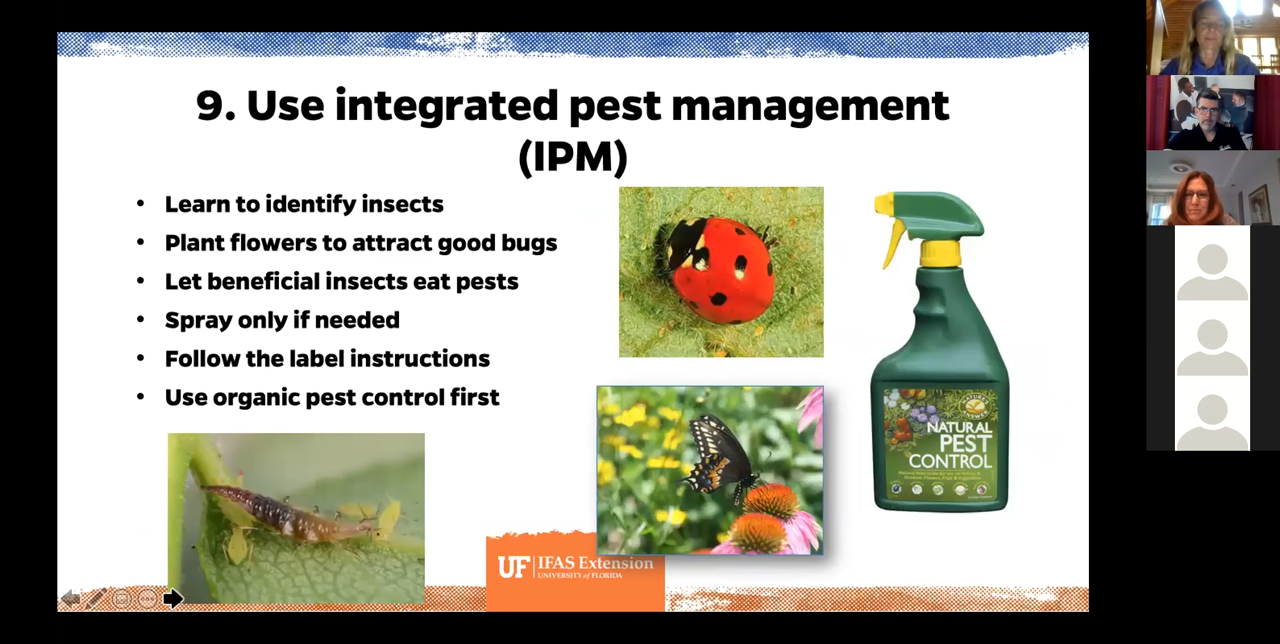 9. Use integrated pest management
(IPM)
• Learn to identify insects
• Plant flowers to attract good bugs
• Let beneficial insects eat pests
• Spray only if needed
• Follow the label instructions
• Use organic pest control first
NATURAL
PEST
CONTROL
UF | IFAS Extension
UNIVERSITY of FLORIDA